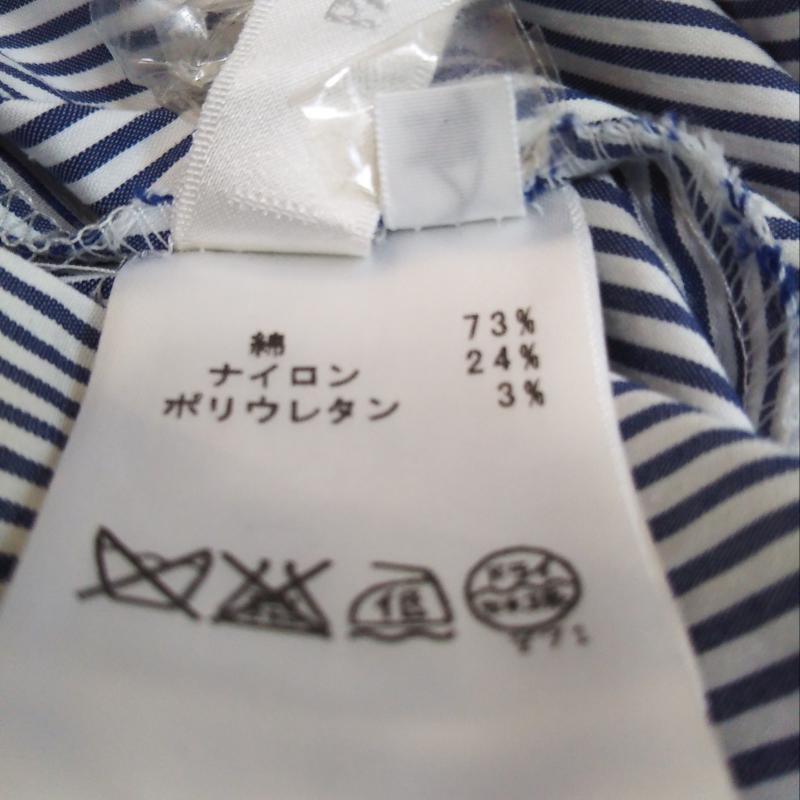 綿 73%
ナイロン 24%
ポリウレタン 3%
低
ドライ